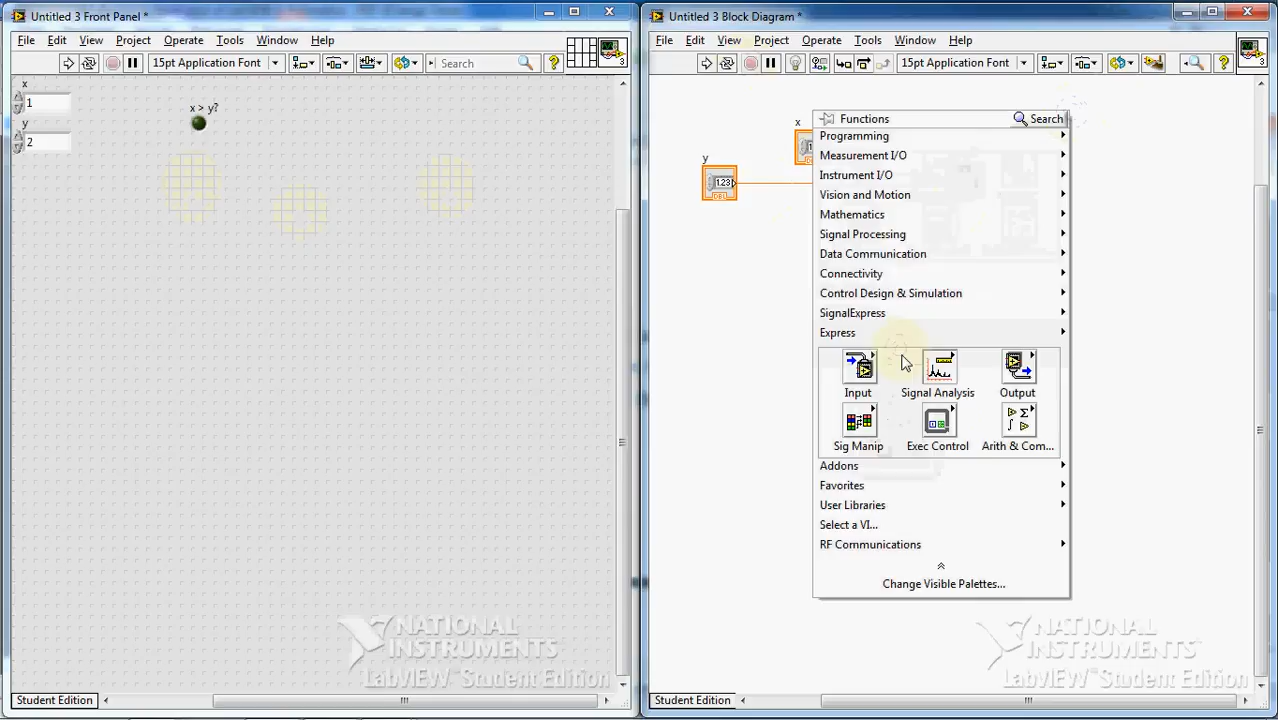 Untitled 3 Front Panel *
File Edit View Project Operate Tools Window Help
15pt Application Font
Search
3
x
1
y
2
x > y?
NATIONAL INSTRUMENTS
LabVIEW Student Edition
Student Edition
Untitled 3 Block Diagram *
File Edit View Project Operate Tools Window Help
15pt Application Font
3
x
y
123
DBL
Functions
Search
Programming
Measurement I/O
Instrument I/O
Vision and Motion
Mathematics
Signal Processing
Data Communication
Connectivity
Control Design & Simulation
SignalExpress
Express
Input Signal Analysis Output
Sig Manip Exec Control Arith & Com...
Addons
Favorites
User Libraries
Select a VI...
RF Communications
Change Visible Palettes...
NATIONAL INSTRUMENTS
LabVIEW Student Edition
Student Edition